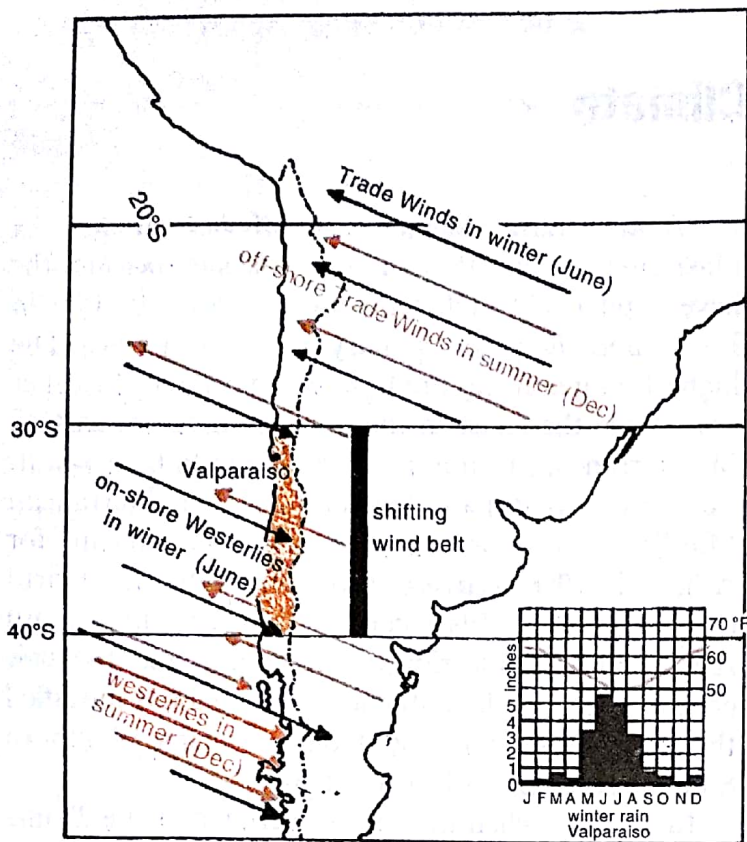 Trade Winds in winter (June)
20°S
off-shore Trade Winds in summer (Dec)
30°S
Valparaiso
on-shore Westerlies
in winter (June)
shifting
wind belt
40°S
westerlies in
summer (Dec)
70 °F
60
50
inches
5
4
3
2
1
0
J F M A M J J A S O N D
winter rain
Valparaiso